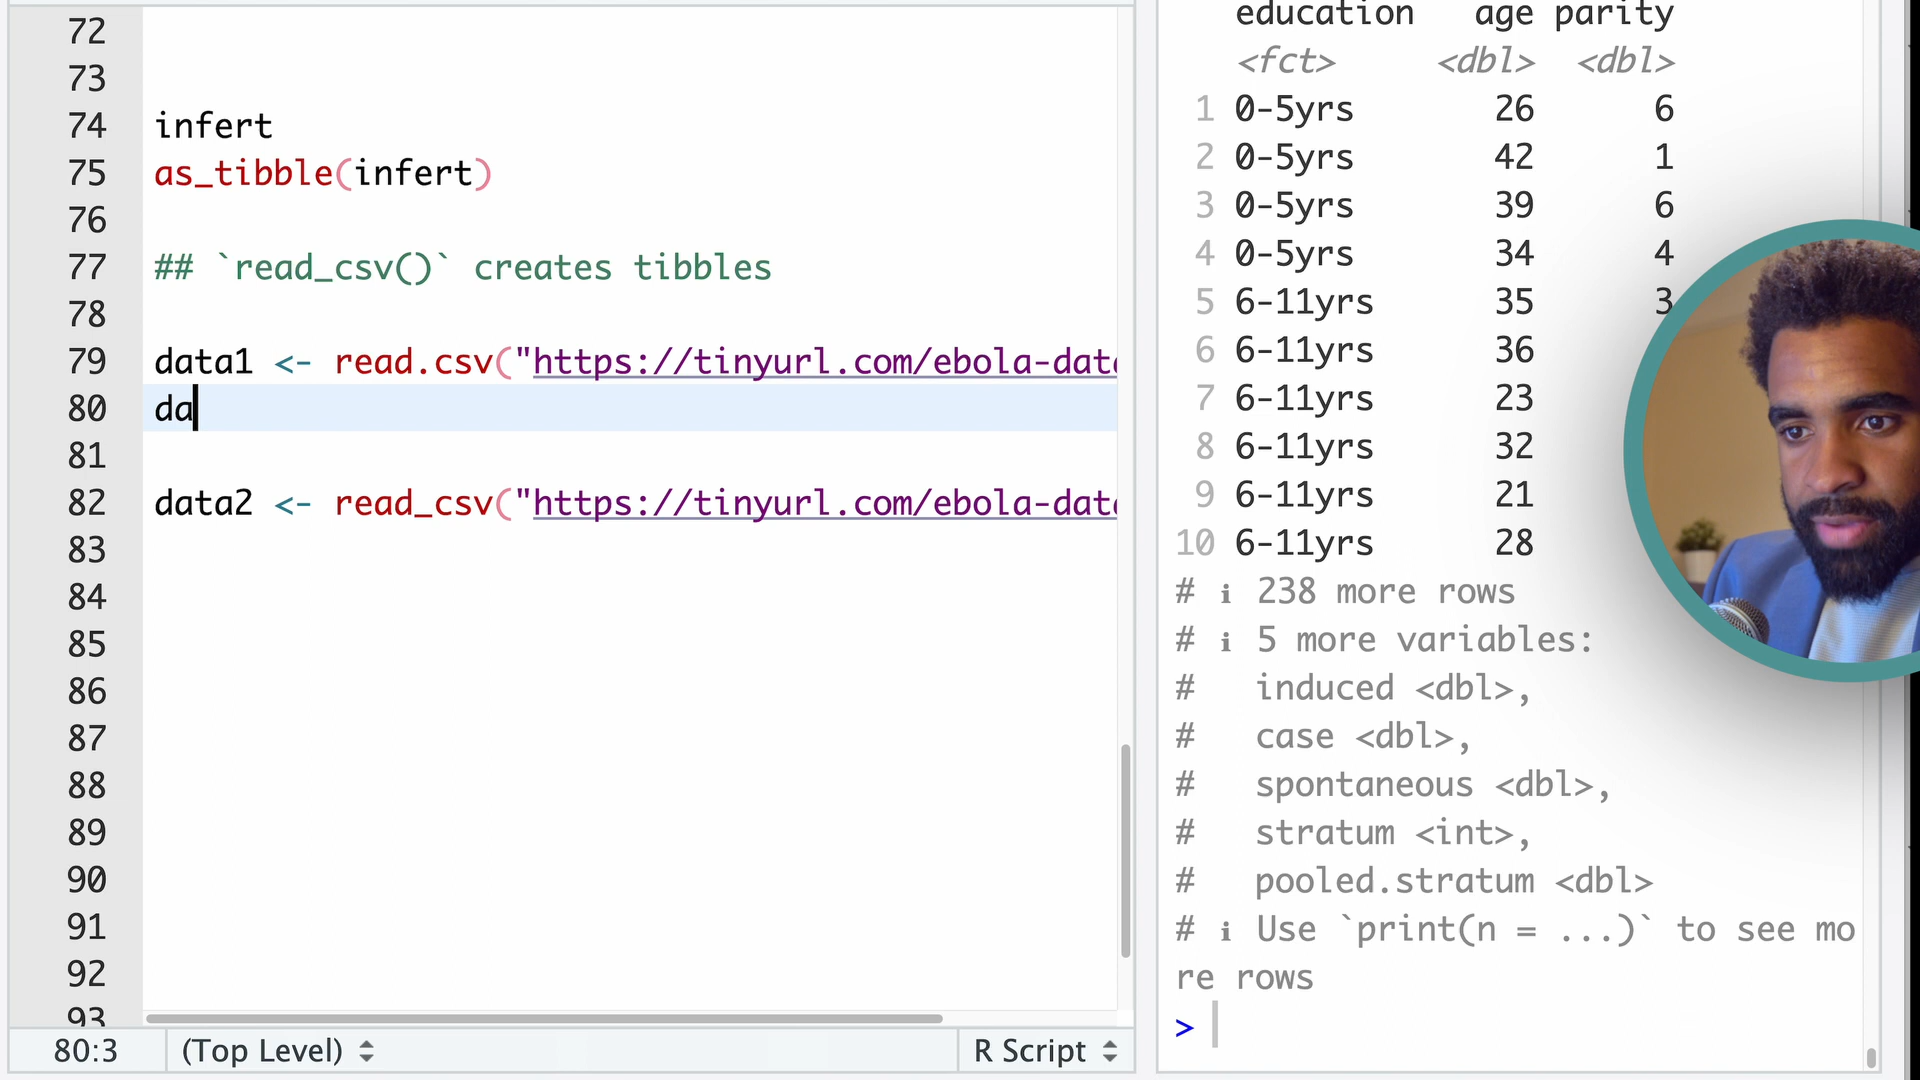 72
73
74 infert
75 as_tibble(infert)
76
77 ## `read_csv()` creates tibbles
78
79 data1 <- read.csv("https://tinyurl.com/ebola-data
80 da
81
82 data2 <- read_csv("https://tinyurl.com/ebola-data
83
84
85
86
87
88
89
90
91
92
93
80:3 (Top Level) R Script
education age parity
<fct> <dbl> <dbl>
1 0-5yrs 26 6
2 0-5yrs 42 1
3 0-5yrs 39 6
4 0-5yrs 34 4
5 6-11yrs 35 3
6 6-11yrs 36
7 6-11yrs 23
8 6-11yrs 32
9 6-11yrs 21
10 6-11yrs 28
# ℹ 238 more rows
# ℹ 5 more variables:
# induced <dbl>,
# case <dbl>,
# spontaneous <dbl>,
# stratum <int>,
# pooled.stratum <dbl>
# ℹ Use `print(n = ...)` to see mo
re rows
>